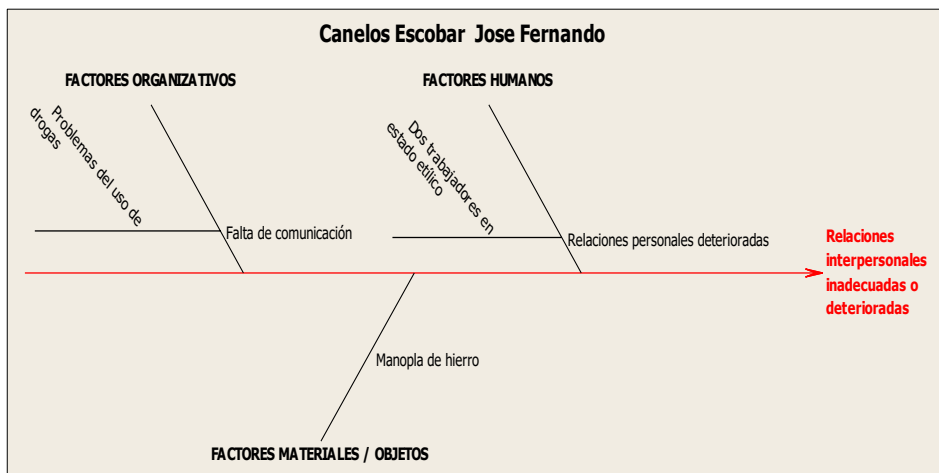 Canelos Escobar Jose Fernando
FACTORES ORGANIZATIVOS
FACTORES HUMANOS
Problemas del uso de
drogas
Dos trabajadores en
estado etílico
Falta de comunicación
Relaciones personales deterioradas
Relaciones
interpersonales
inadecuadas o
deterioradas
Manopla de hierro
FACTORES MATERIALES / OBJETOS